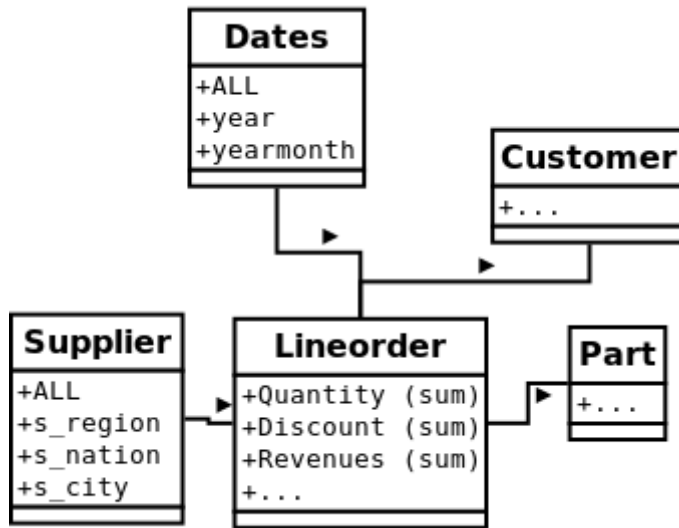 Dates
+ALL
+year
+yearmonth
Customer
+...
Supplier
+ALL
+s_region
+s_nation
+s_city
Lineorder
+Quantity (sum)
+Discount (sum)
+Revenues (sum)
+...
Part
+...